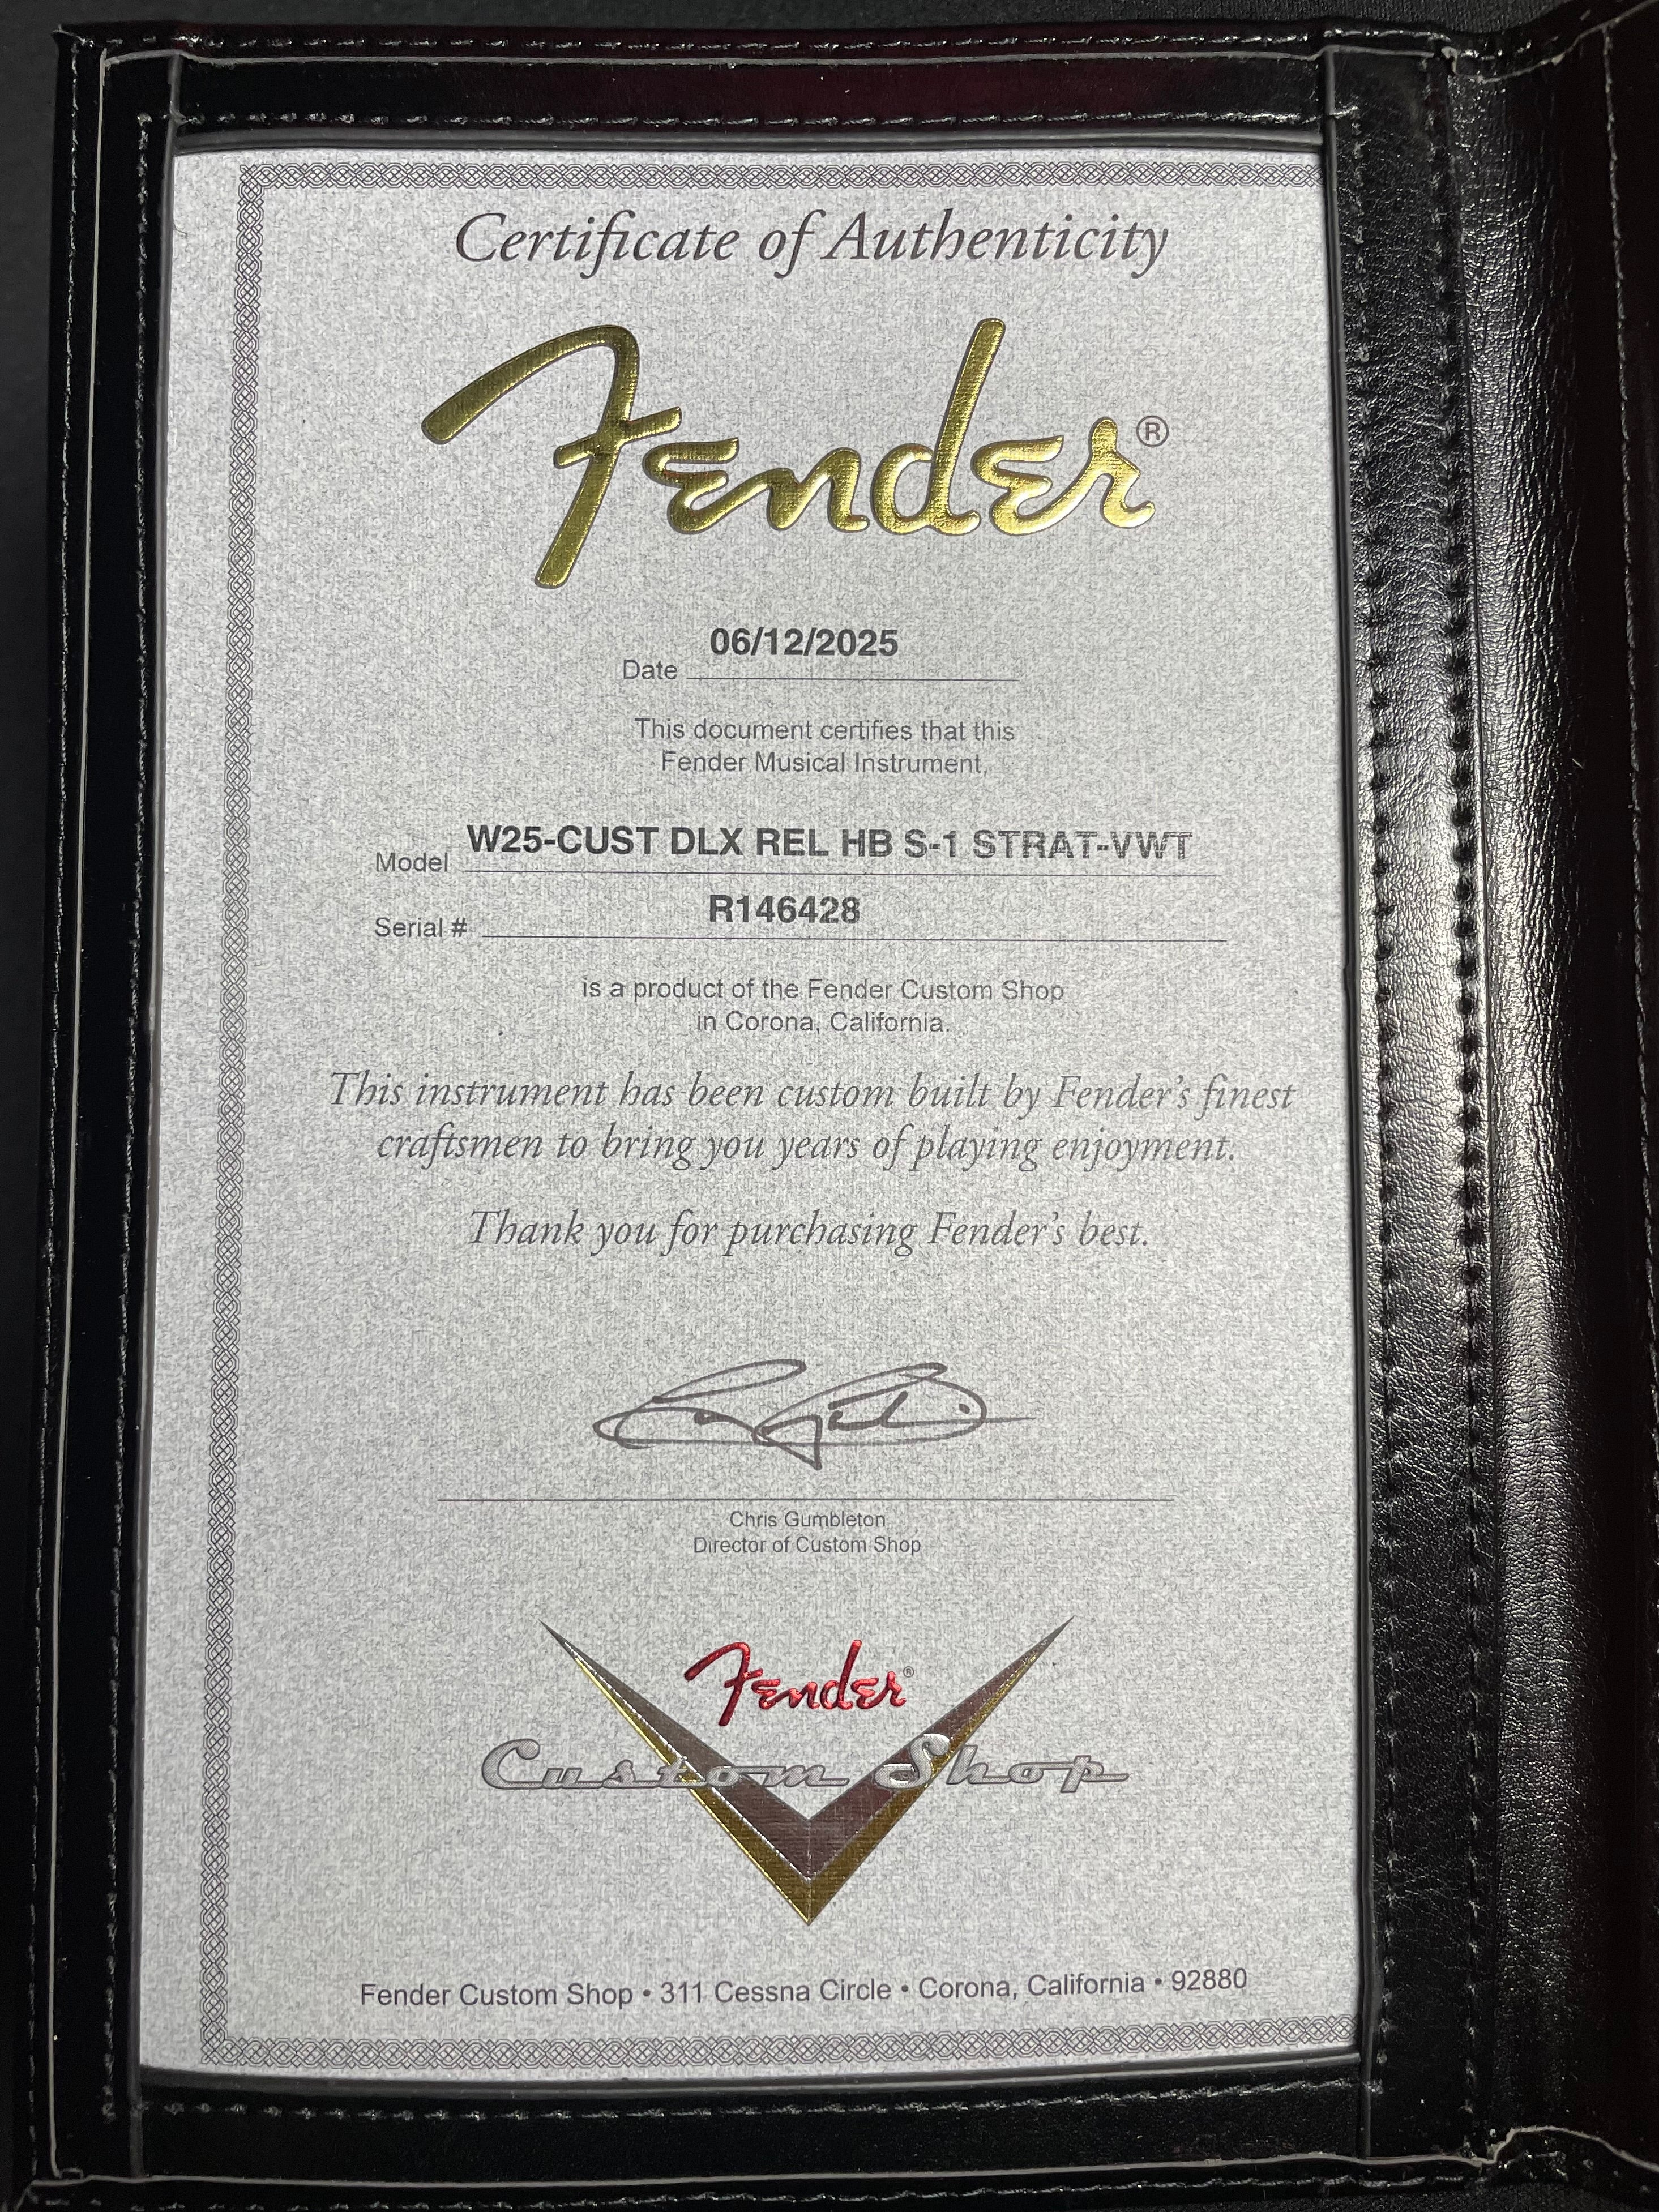 Certificate of Authenticity
Fender®
Date 06/12/2025
This document certifies that this
Fender Musical Instrument,
Model W25-CUST DLX REL HB S-1 STRAT-VWT
Serial # R146428
is a product of the Fender Custom Shop
in Corona, California.
This instrument has been custom built by Fender's finest
craftsmen to bring you years of playing enjoyment.
Thank you for purchasing Fender's best.
Chris Gumbleton
Director of Custom Shop
Fender®
Custom Shop
Fender Custom Shop • 311 Cessna Circle • Corona, California • 92880